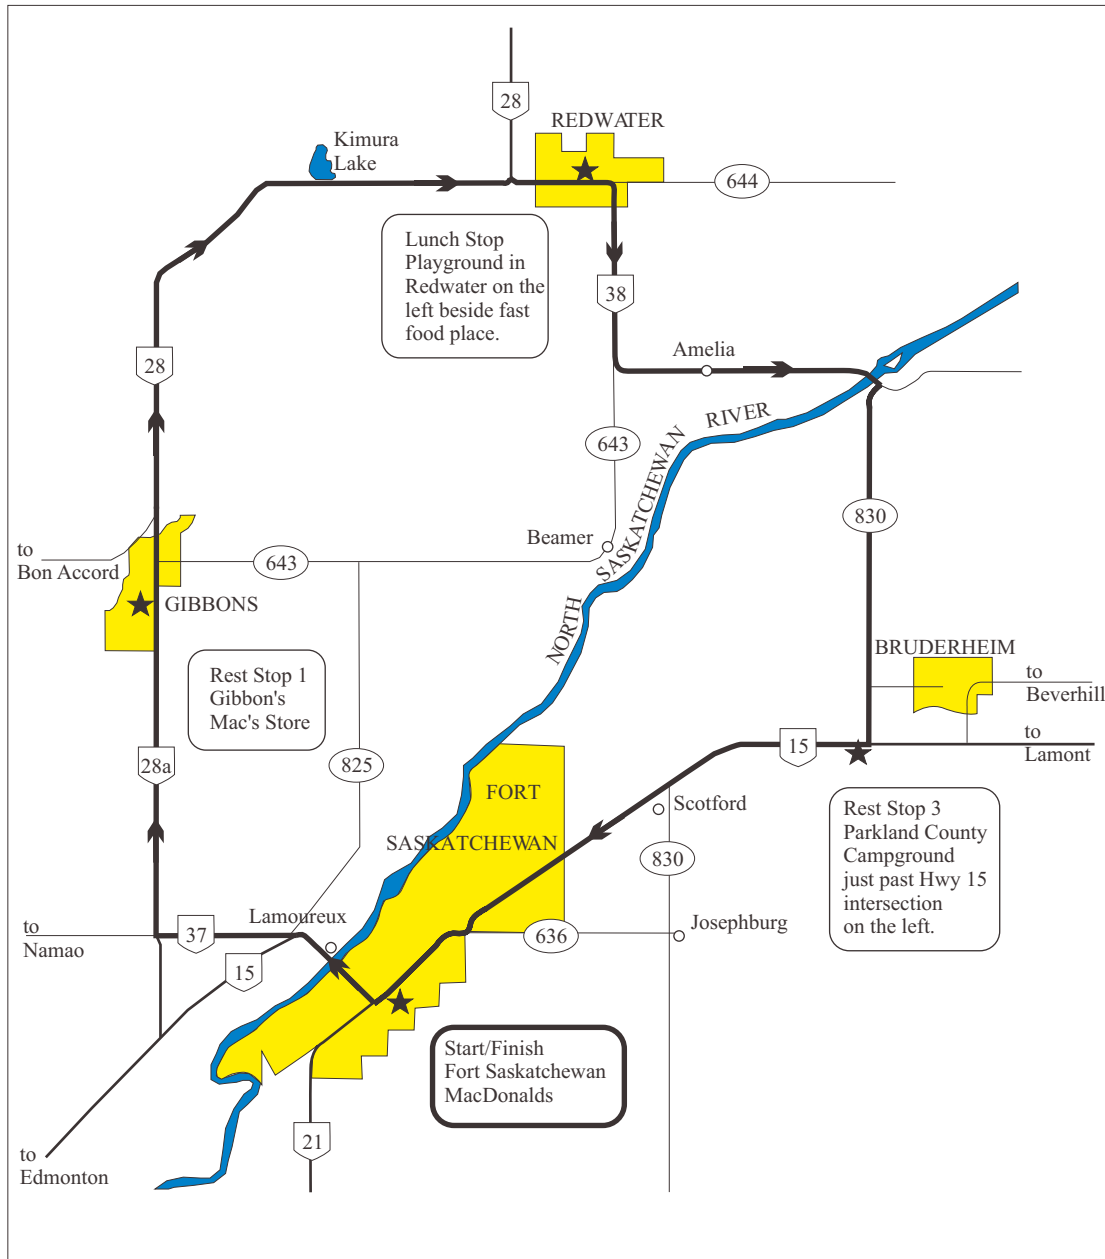 28
REDWATER
Kimura
Lake
644
Lunch Stop
Playground in
Redwater on the
left beside fast
food place.
38
28
Amelia
NORTH SASKATCHEWAN RIVER
643
830
Beamer
to
Bon Accord
643
GIBBONS
Rest Stop 1
Gibbon's
Mac's Store
BRUDERHEIM
to
Beverhill
28a
825
15
to
Lamont
FORT
SASKATCHEWAN
Scotford
830
Rest Stop 3
Parkland County
Campground
just past Hwy 15
intersection
on the left.
to
Namao
37
Lamoureux
15
636
Josephburg
Start/Finish
Fort Saskatchewan
MacDonalds
21
to
Edmonton